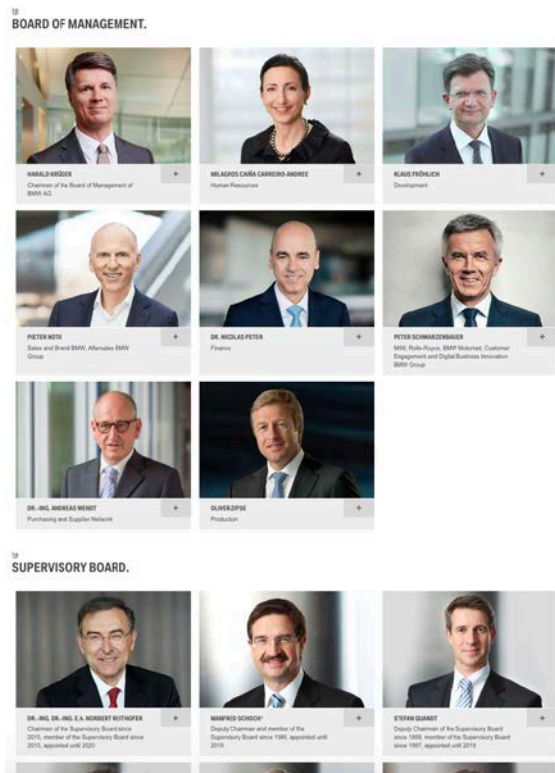 BOARD OF MANAGEMENT.
HARALD KRÜGER
+
Chairman of the Board of Management of
BMW AG
MILAGROS CAIÑA CARREIRO-ANDREE
+
Human Resources
KLAUS FRÖHLICH
+
Development
PIETER NOTA
+
Sales and Brand BMW, Aftersales BMW
Group
DR. NICOLAS PETER
+
Finance
PETER SCHWARZENBAUER
+
MINI, Rolls-Royce, BMW Motorrad, Customer
Engagement and Digital Business Innovation
BMW Group
DR.-ING. ANDREAS WENDT
+
Purchasing and Supplier Network
OLIVER ZIPSE
+
Production
SUPERVISORY BOARD.
DR.-ING. DR.-ING. E.h. NORBERT REITHOFER
+
Chairman of the Supervisory Board since
2015, member of the Supervisory Board since
2015, appointed until 2020
MANFRED SCHOCH¹
+
Deputy Chairman and member of the
Supervisory Board since 1988, appointed until
2019
STEFAN QUANDT
+
Deputy Chairman of the Supervisory Board
since 1999, member of the Supervisory Board
since 1997, appointed until 2019